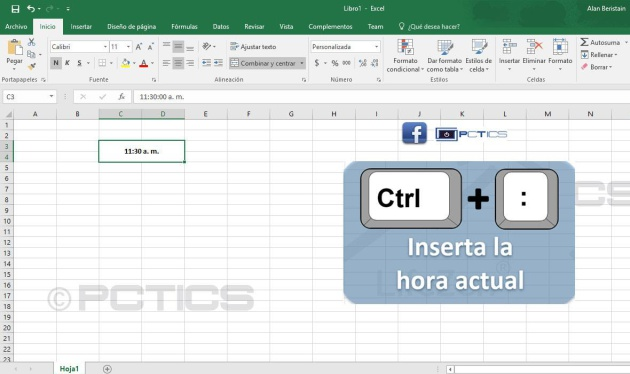 Libro1 - Excel
Alan Beristain
Archivo Inicio Insertar Diseño de página Fórmulas Datos Revisar Vista Complementos Team ¿Qué desea hacer?
Calibri 11 A A Ajustar texto Personalizada Autosuma
Rellenar
Pegar N K S Combinar y centrar $ % 000 Formato condicional Dar formato como tabla Estilos de celda Insertar Eliminar Formato Borrar
Portapapeles Fuente Alineación Número Estilos Celdas
C3 fx 11:30:00 a. m.
A B C D E F G H I J K L M N
1
2
3
4
5
6
7
8
9
10
11
12
13
14
15
16
17
18
19
20
21
22
23
11:30 a. m.
f PCTICS
Ctrl + :
Inserta la
hora actual
© PCTICS
Hoja1